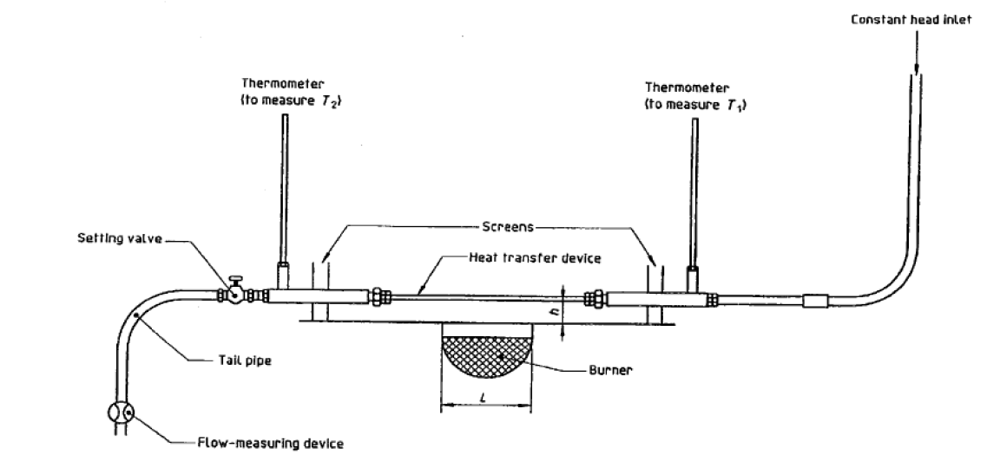 Constant head inlet
Thermometer
(to measure T2)
Thermometer
(to measure T1)
Screens
Setting valve
Heat transfer device
h
Tail pipe
Burner
L
Flow-measuring device